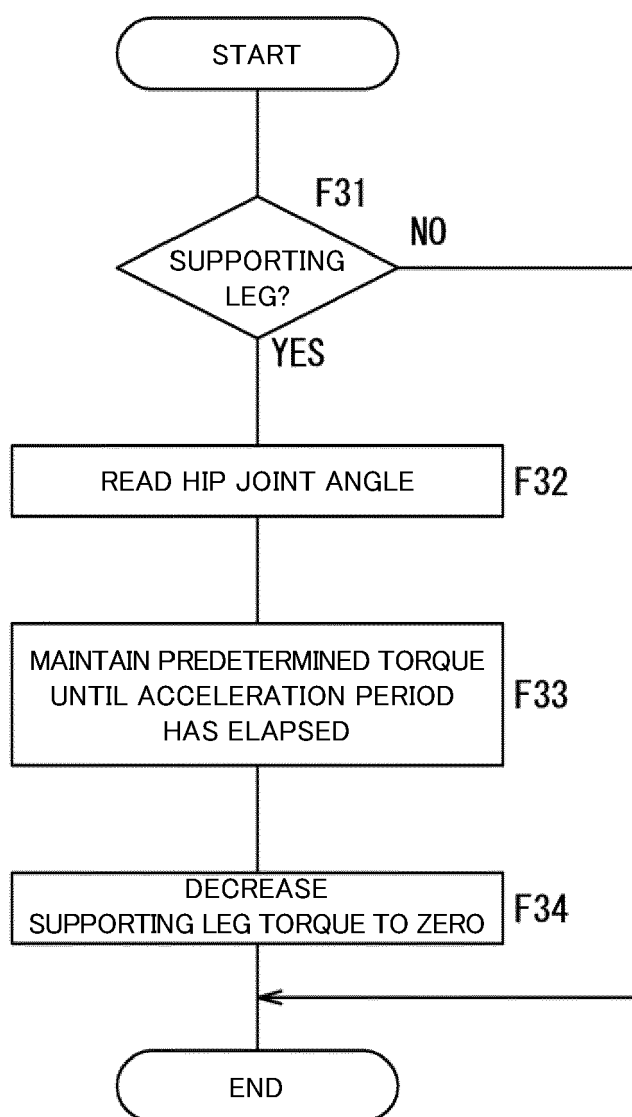 START
F31
NO
SUPPORTING
LEG?
YES
READ HIP JOINT ANGLE
F32
MAINTAIN PREDETERMINED TORQUE
UNTIL ACCELERATION PERIOD
HAS ELAPSED
F33
DECREASE
SUPPORTING LEG TORQUE TO ZERO
F34
END